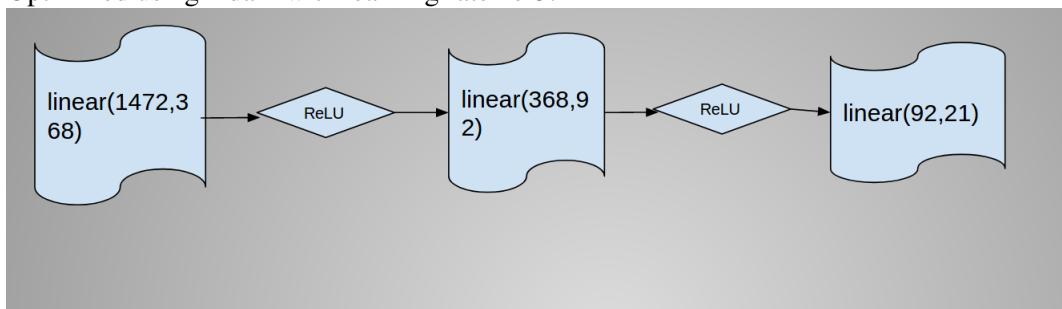 linear(1472,3
68)
ReLU
linear(368,9
2)
ReLU
linear(92,21)